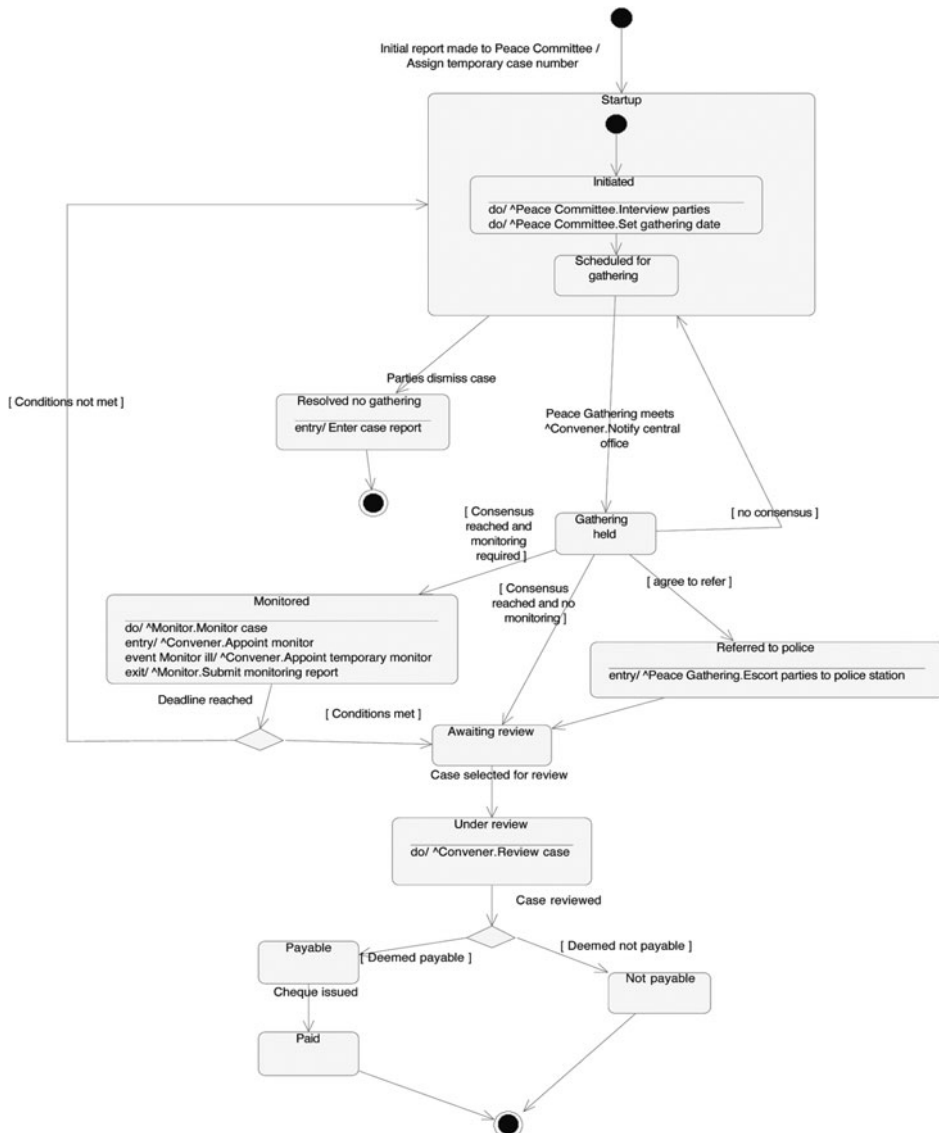 Initial report made to Peace Committee /
Assign temporary case number
Startup
Initiated
do/ ^Peace Committee.Interview parties
do/ ^Peace Committee.Set gathering date
Scheduled for
gathering
Parties dismiss case
[ Conditions not met ]
Resolved no gathering
entry/ Enter case report
Peace Gathering meets
^Convener.Notify central
office
[ Consensus
reached and
monitoring
required ]
Gathering
held
[ no consensus ]
[ Consensus
reached and no
monitoring ]
[ agree to refer ]
Monitored
do/ ^Monitor.Monitor case
entry/ ^Convener.Appoint monitor
event Monitor ill/ ^Convener.Appoint temporary monitor
exit/ ^Monitor.Submit monitoring report
Referred to police
entry/ ^Peace Gathering.Escort parties to police station
Deadline reached
[ Conditions met ]
Awaiting review
Case selected for review
Under review
do/ ^Convener.Review case
Case reviewed
Payable
[ Deemed payable ]
[ Deemed not payable ]
Not payable
Cheque issued
Paid